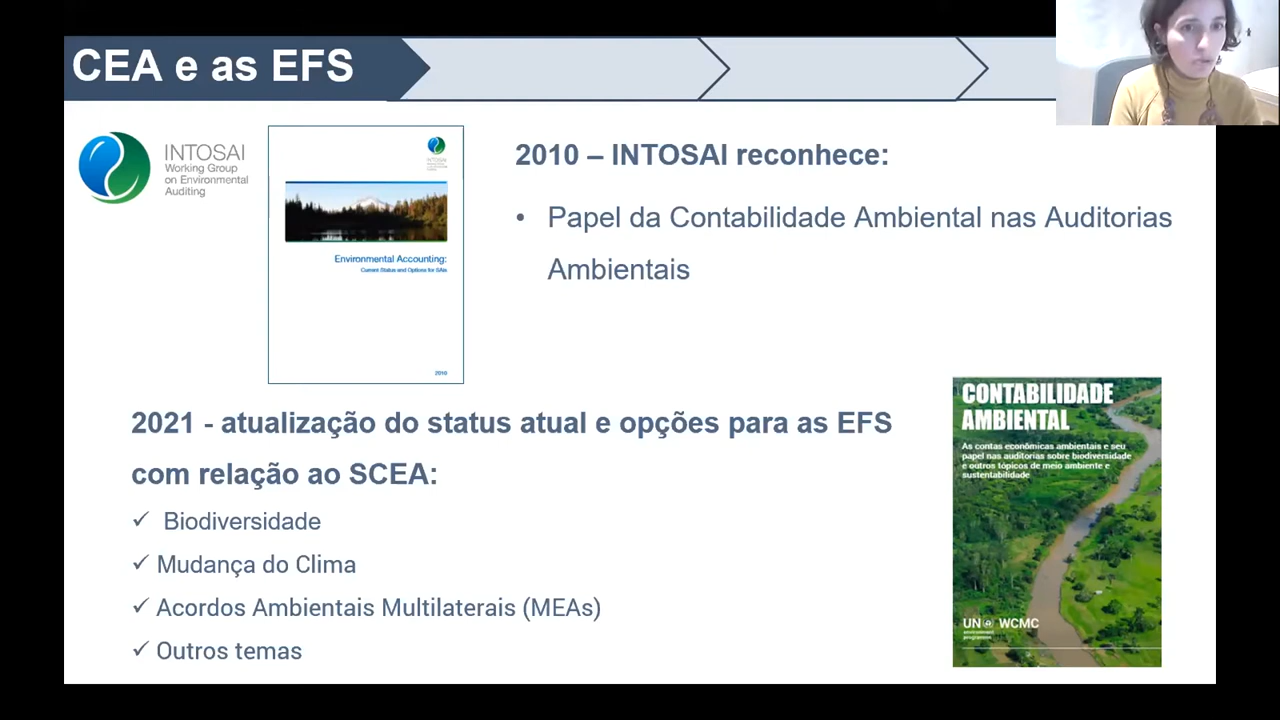 CEA e as EFS
INTOSAI
Working Group
on Environmental
Auditing
Environmental Accounting:
Current Status and Options for SAIs
2010
2010 – INTOSAI reconhece:
• Papel da Contabilidade Ambiental nas Auditorias
Ambientais
2021 - atualização do status atual e opções para as EFS
com relação ao SCEA:
✓ Biodiversidade
✓ Mudança do Clima
✓ Acordos Ambientais Multilaterais (MEAs)
✓ Outros temas
CONTABILIDADE
AMBIENTAL
As contas econômicas ambientais e seu
papel nas auditorias sobre biodiversidade
e outros tópicos de meio ambiente e
sustentabilidade
UN WCMC
environment
programme